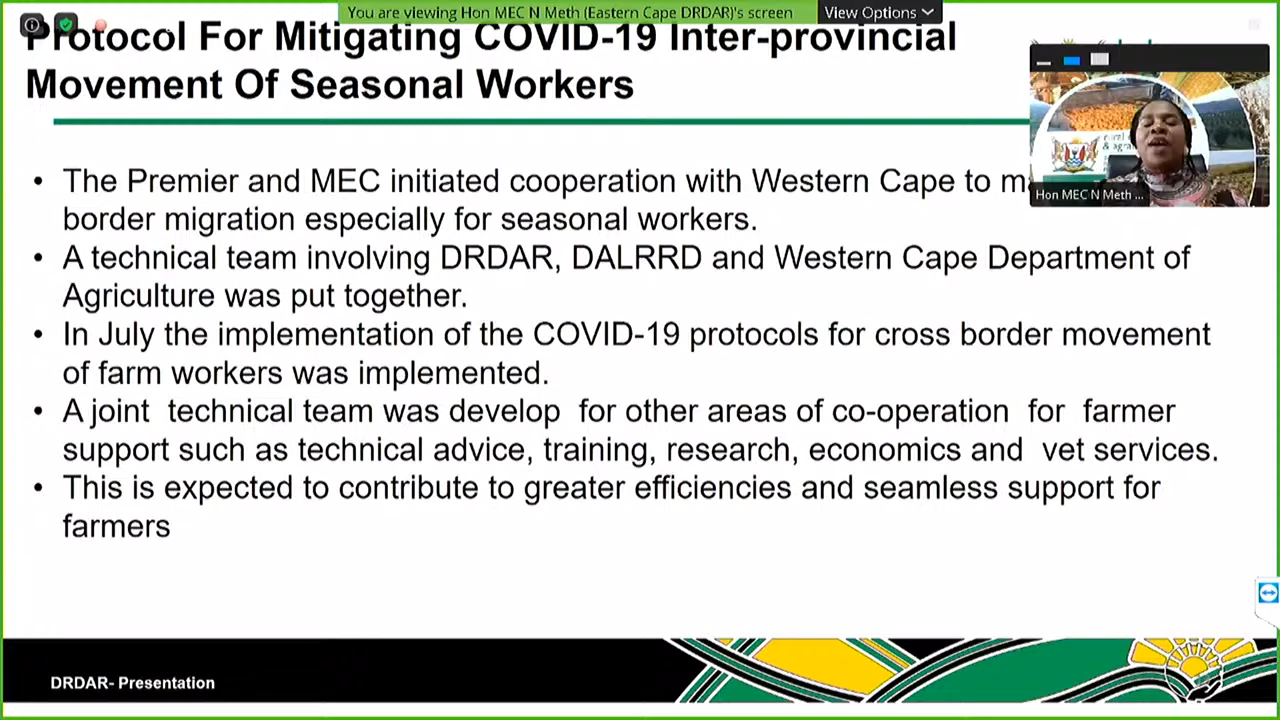 You are viewing Hon MEC N Meth (Eastern Cape DRDAR)'s screen
View Options
Protocol For Mitigating COVID-19 Inter-provincial
Movement Of Seasonal Workers
Hon MEC N Meth ...
• The Premier and MEC initiated cooperation with Western Cape to m
border migration especially for seasonal workers.
• A technical team involving DRDAR, DALRRD and Western Cape Department of
Agriculture was put together.
• In July the implementation of the COVID-19 protocols for cross border movement
of farm workers was implemented.
• A joint technical team was develop for other areas of co-operation for farmer
support such as technical advice, training, research, economics and vet services.
• This is expected to contribute to greater efficiencies and seamless support for
farmers
DRDAR- Presentation